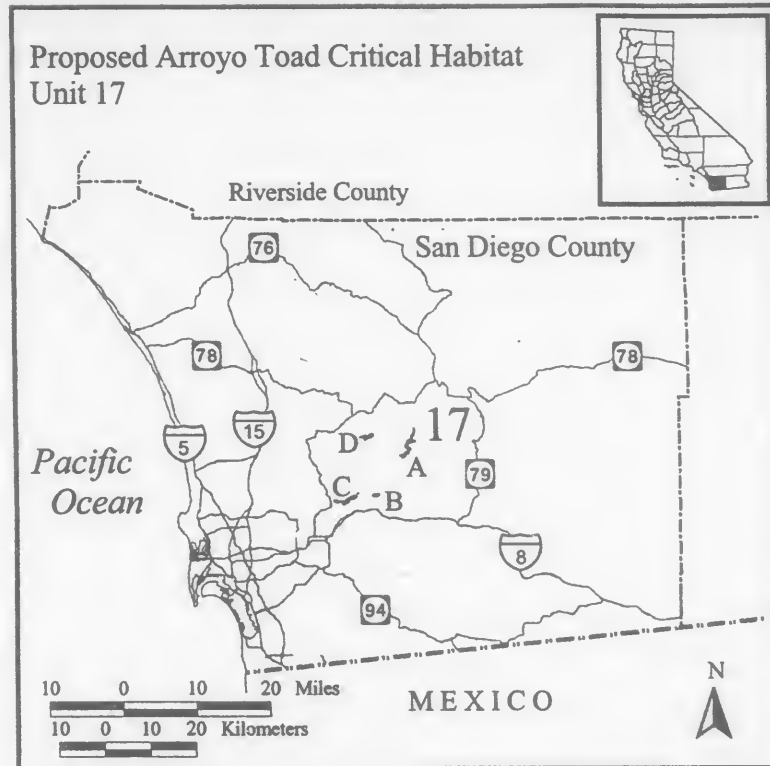 Proposed Arroyo Toad Critical Habitat
Unit 17
Riverside County
San Diego County
76
78
78
5
15
17
D
A
79
Pacific
Ocean
C
B
8
94
10 0 10 20 Miles
10 0 10 20 Kilometers
MEXICO
N